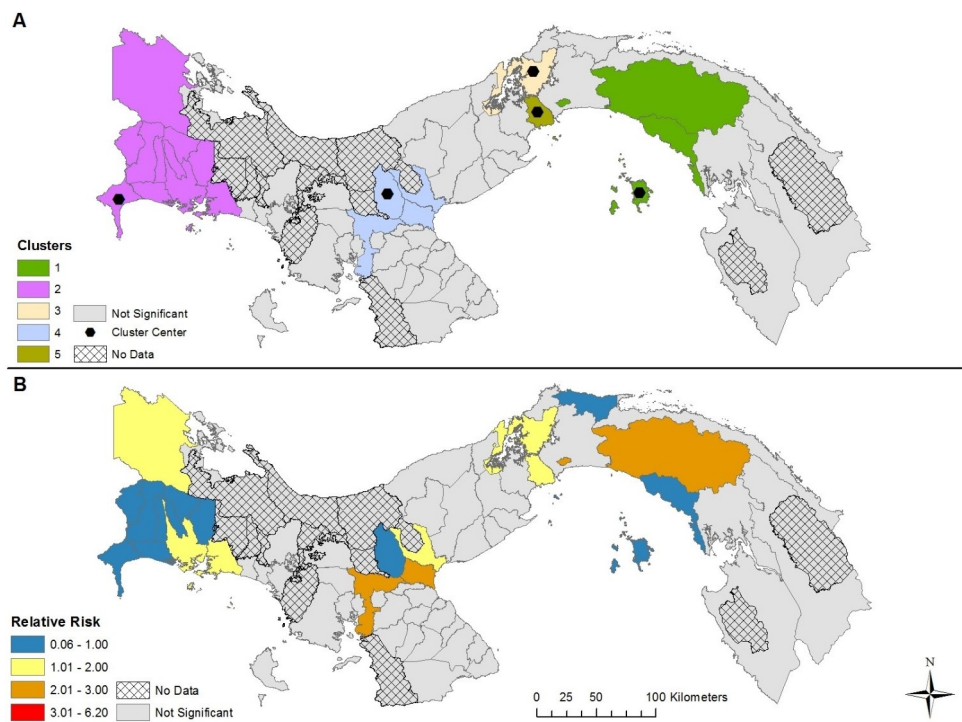 A
Clusters
1
2
3
4
5
Not Significant
Cluster Center
No Data
B
Relative Risk
0.06 - 1.00
1.01 - 2.00
2.01 - 3.00
3.01 - 6.20
No Data
Not Significant
0 25 50 100 Kilometers
N